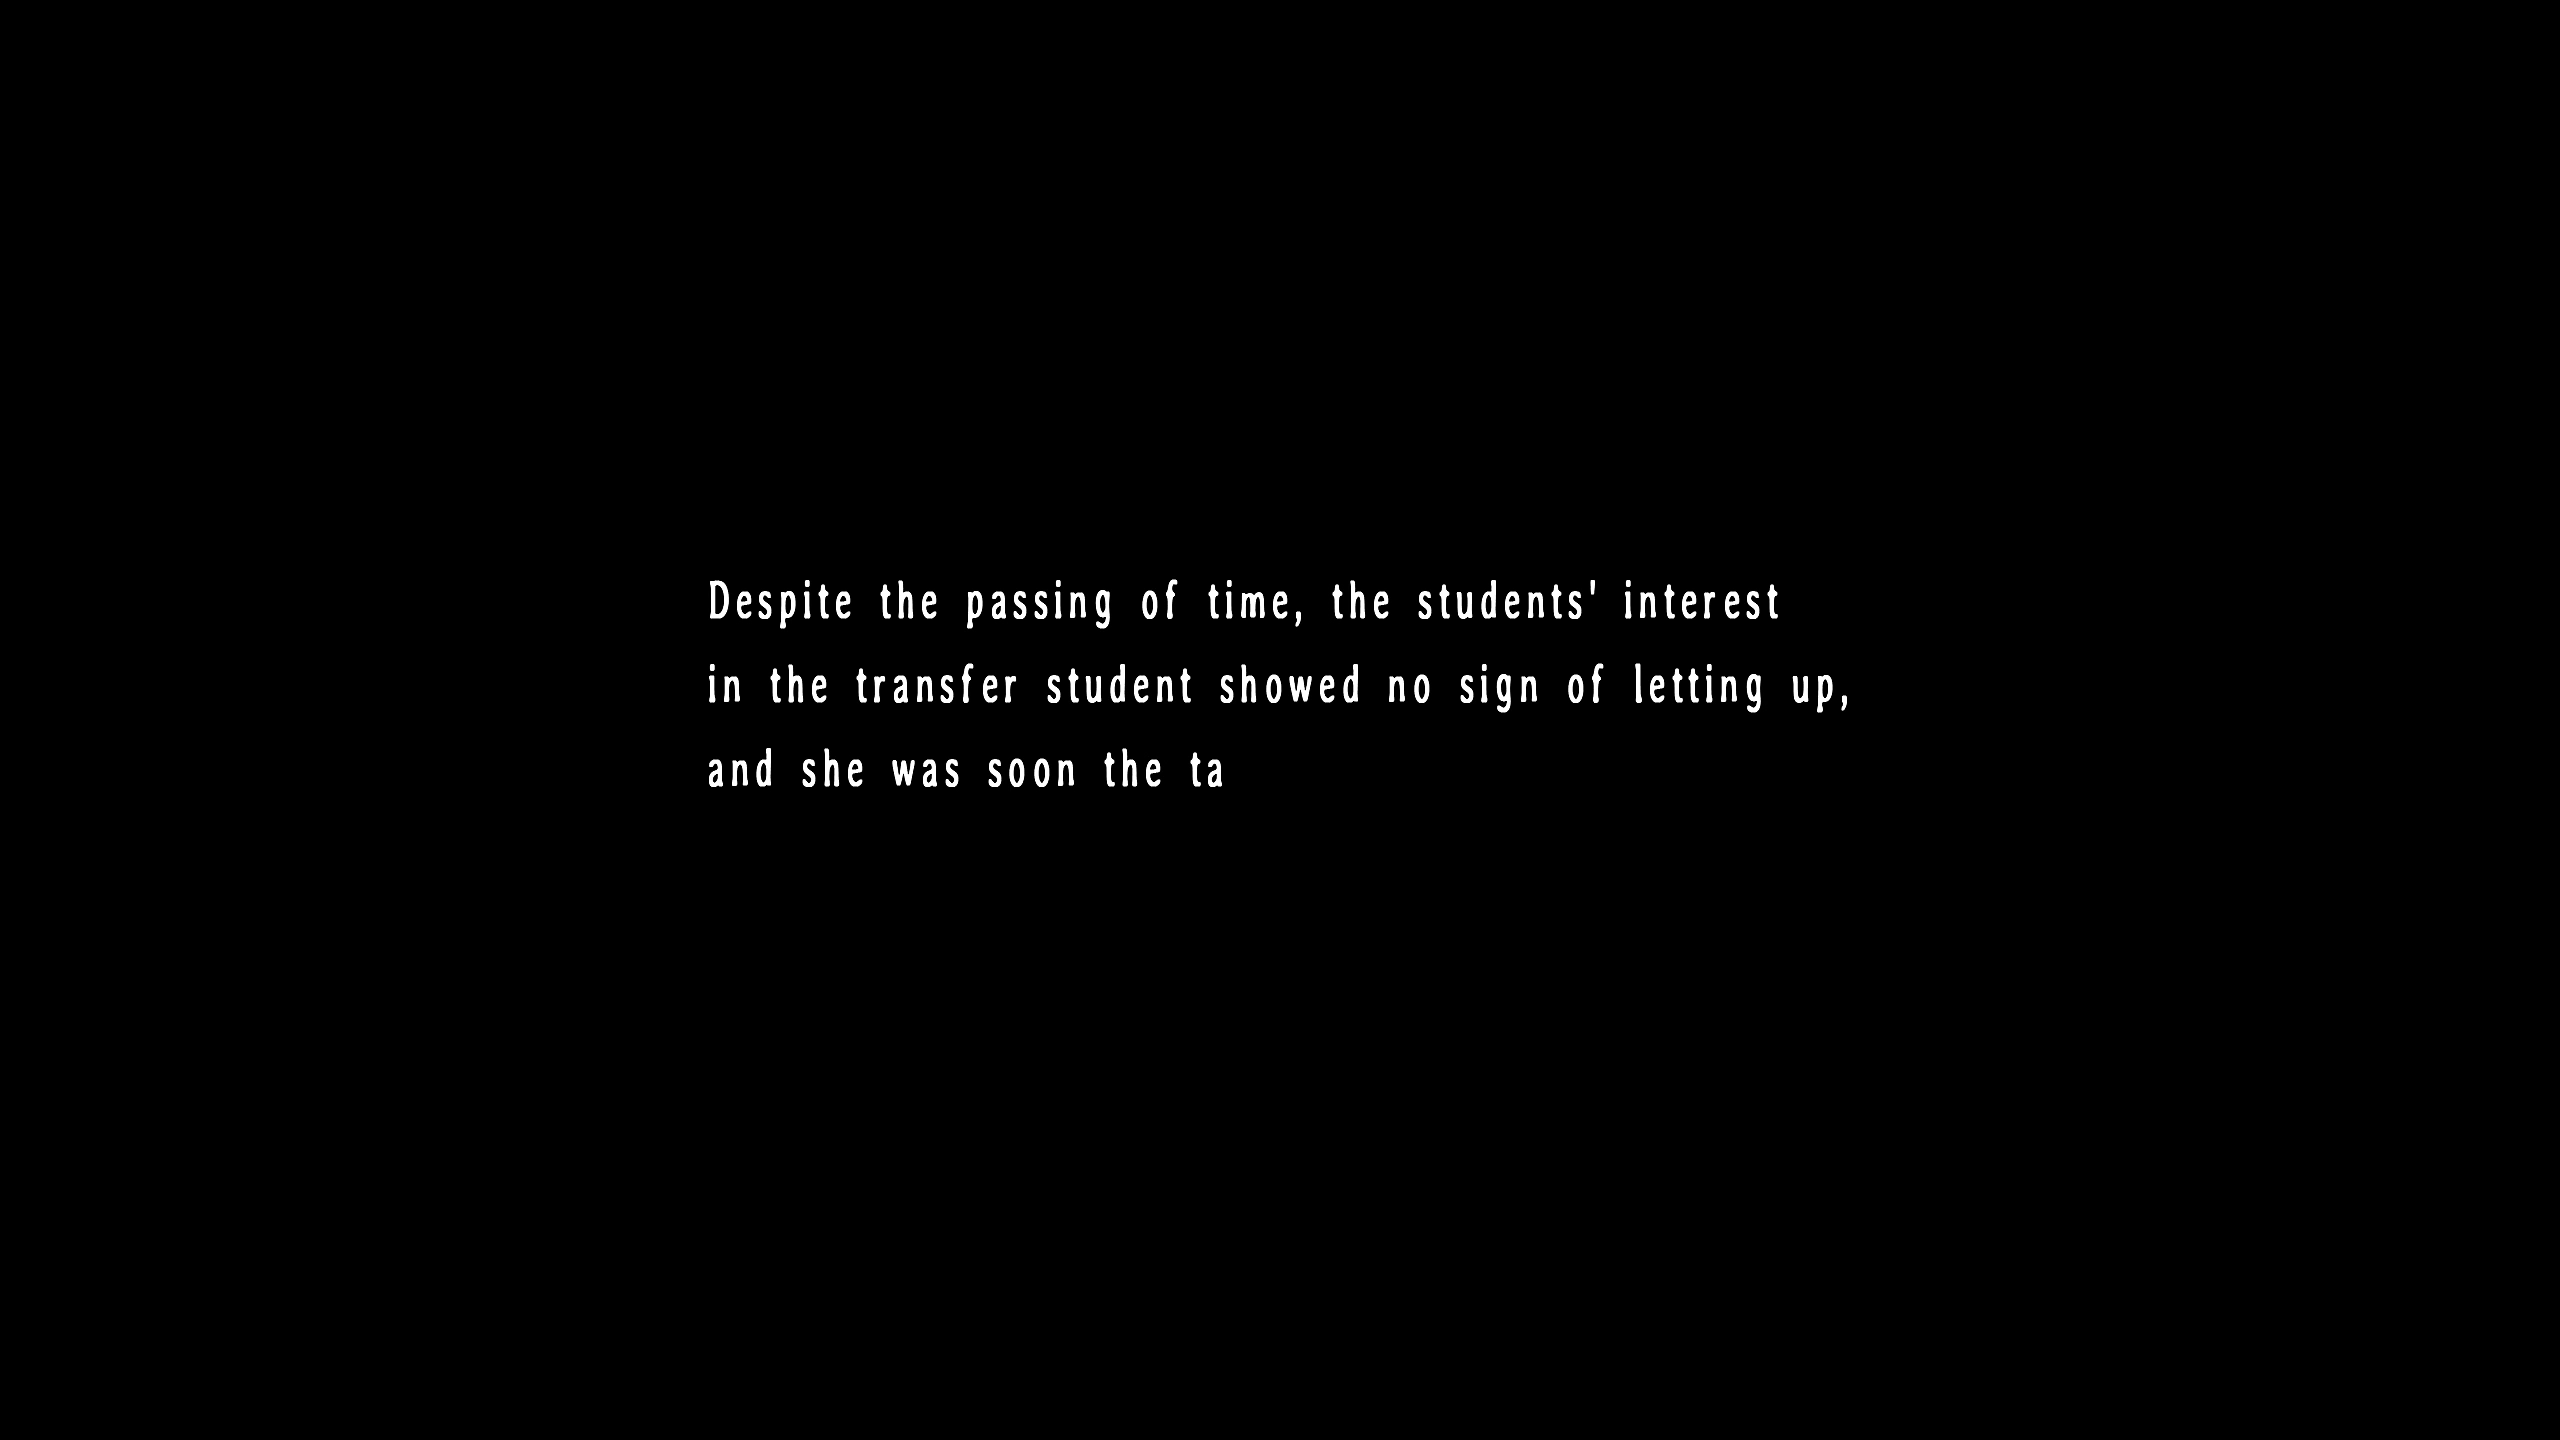 Despite the passing of time, the students' interest
in the transfer student showed no sign of letting up,
and she was soon the ta